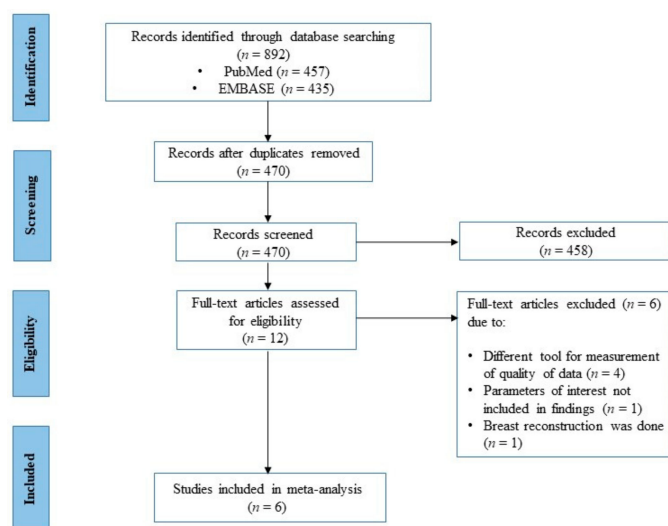 Identification
Records identified through database searching
(n = 892)
• PubMed (n = 457)
• EMBASE (n = 435)
Records after duplicates removed
(n = 470)
Screening
Records screened
(n = 470)
Records excluded
(n = 458)
Eligibility
Full-text articles assessed
for eligibility
(n = 12)
Full-text articles excluded (n = 6)
due to:
• Different tool for measurement
of quality of data (n = 4)
• Parameters of interest not
included in findings (n = 1)
• Breast reconstruction was done
(n = 1)
Included
Studies included in meta-analysis
(n = 6)